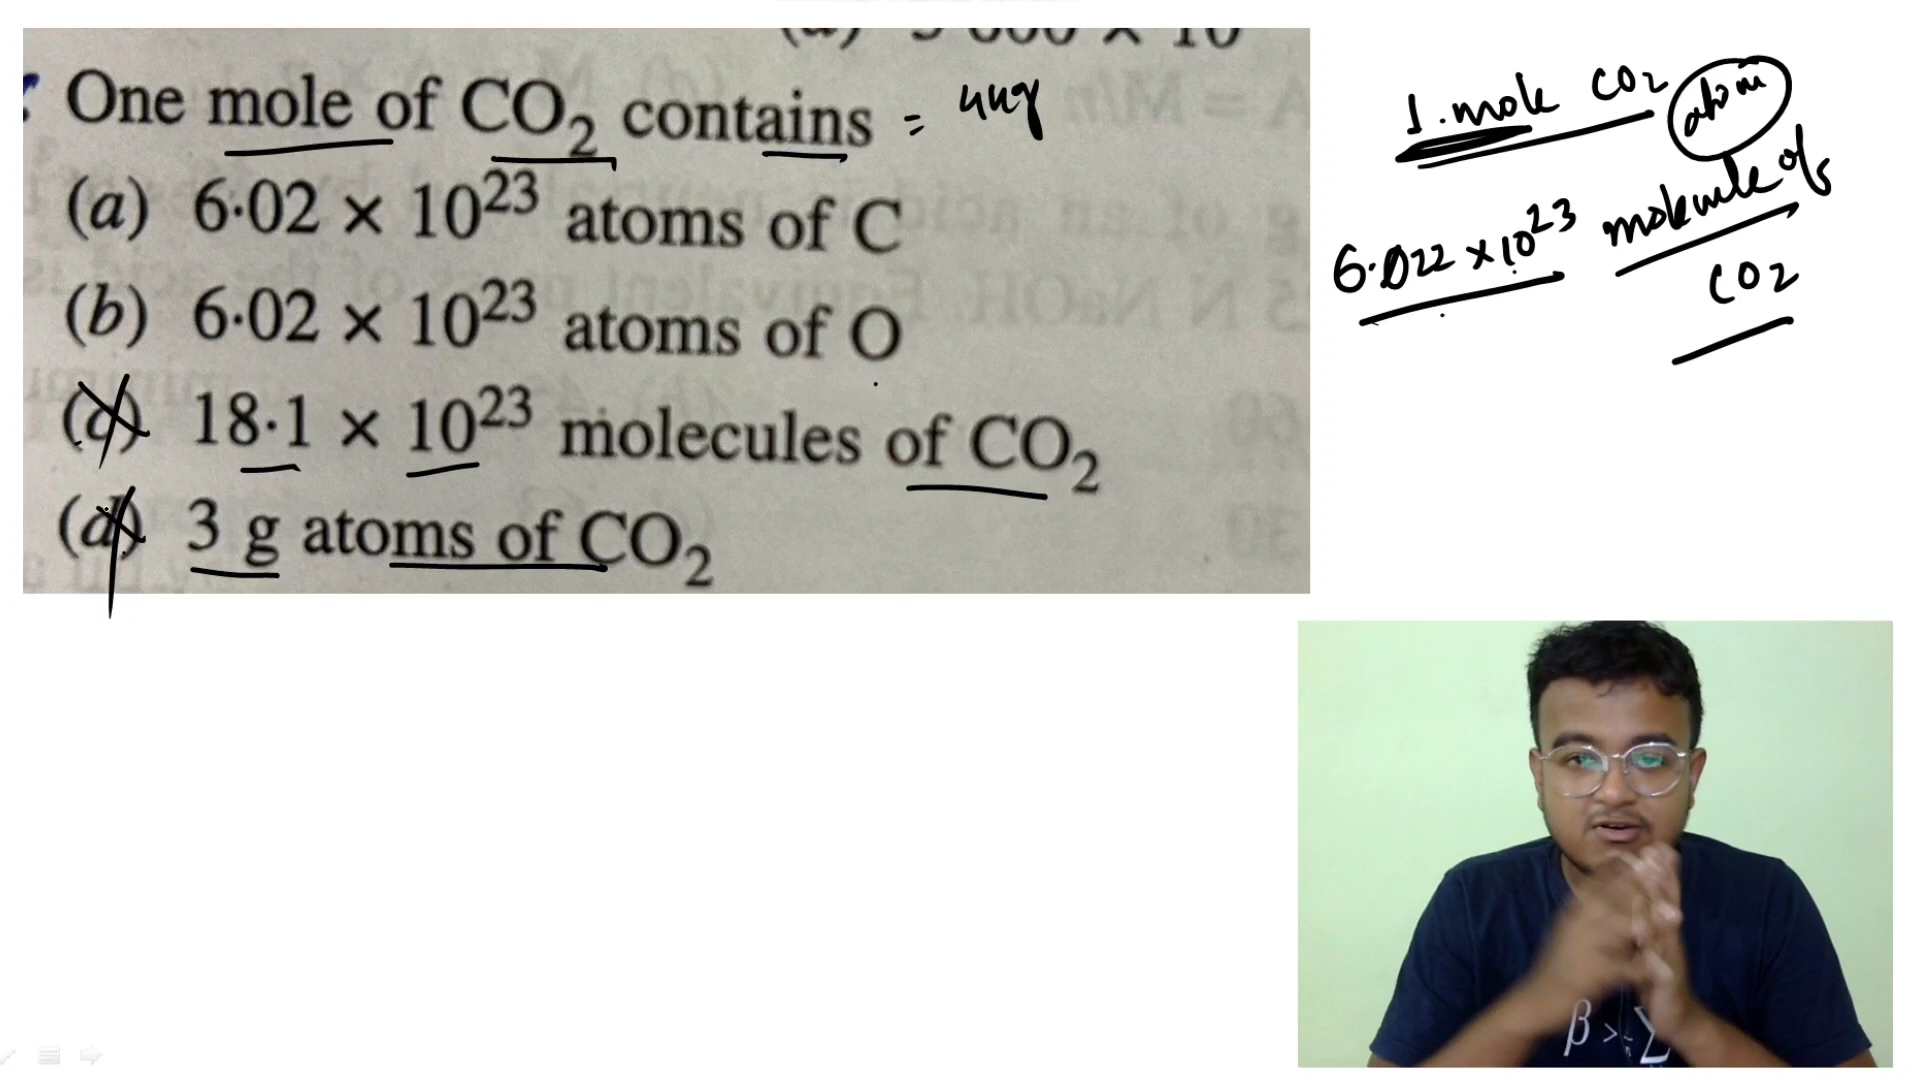 One mole of CO2 contains = 44g
(a) 6·02 × 10^23 atoms of C
(b) 6·02 × 10^23 atoms of O
(c) 18·1 × 10^23 molecules of CO2
(d) 3 g atoms of CO2
1. mole CO2
atom
6.022 × 10^23 molecule of
CO2
β > Σ